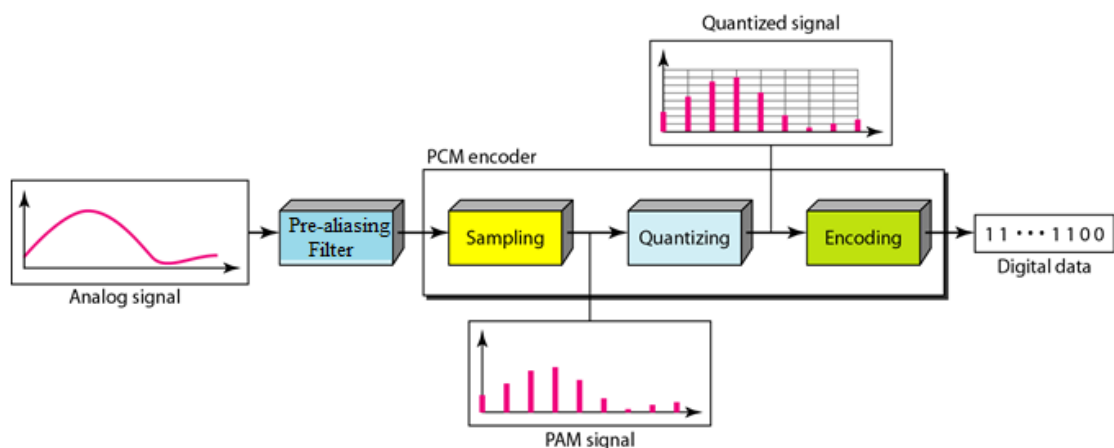 Quantized signal
PCM encoder
Pre-aliasing
Filter
Sampling
Quantizing
Encoding
11 ••• 1100
Digital data
Analog signal
PAM signal